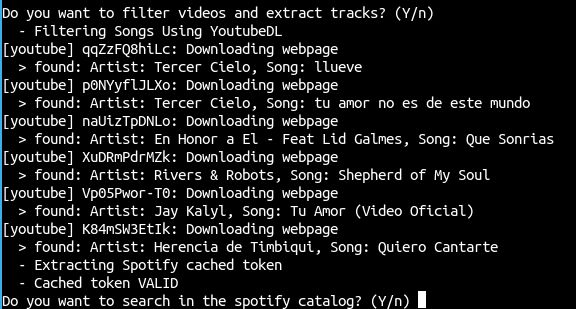 Do you want to filter videos and extract tracks? (Y/n)
- Filtering Songs Using YoutubeDL
[youtube] qqZzFQ8hiLc: Downloading webpage
> found: Artist: Tercer Cielo, Song: llueve
[youtube] p0NYyflJLXo: Downloading webpage
> found: Artist: Tercer Cielo, Song: tu amor no es de este mundo
[youtube] naUizTpDNLo: Downloading webpage
> found: Artist: En Honor a El - Feat Lid Galmes, Song: Que Sonrias
[youtube] XuDRmPdrMZk: Downloading webpage
> found: Artist: Rivers & Robots, Song: Shepherd of My Soul
[youtube] Vp05Pwor-T0: Downloading webpage
> found: Artist: Jay Kalyl, Song: Tu Amor (Video Oficial)
[youtube] K84mSW3EtIk: Downloading webpage
> found: Artist: Herencia de Timbiqui, Song: Quiero Cantarte
- Extracting Spotify cached token
- Cached token VALID
Do you want to search in the spotify catalog? (Y/n)